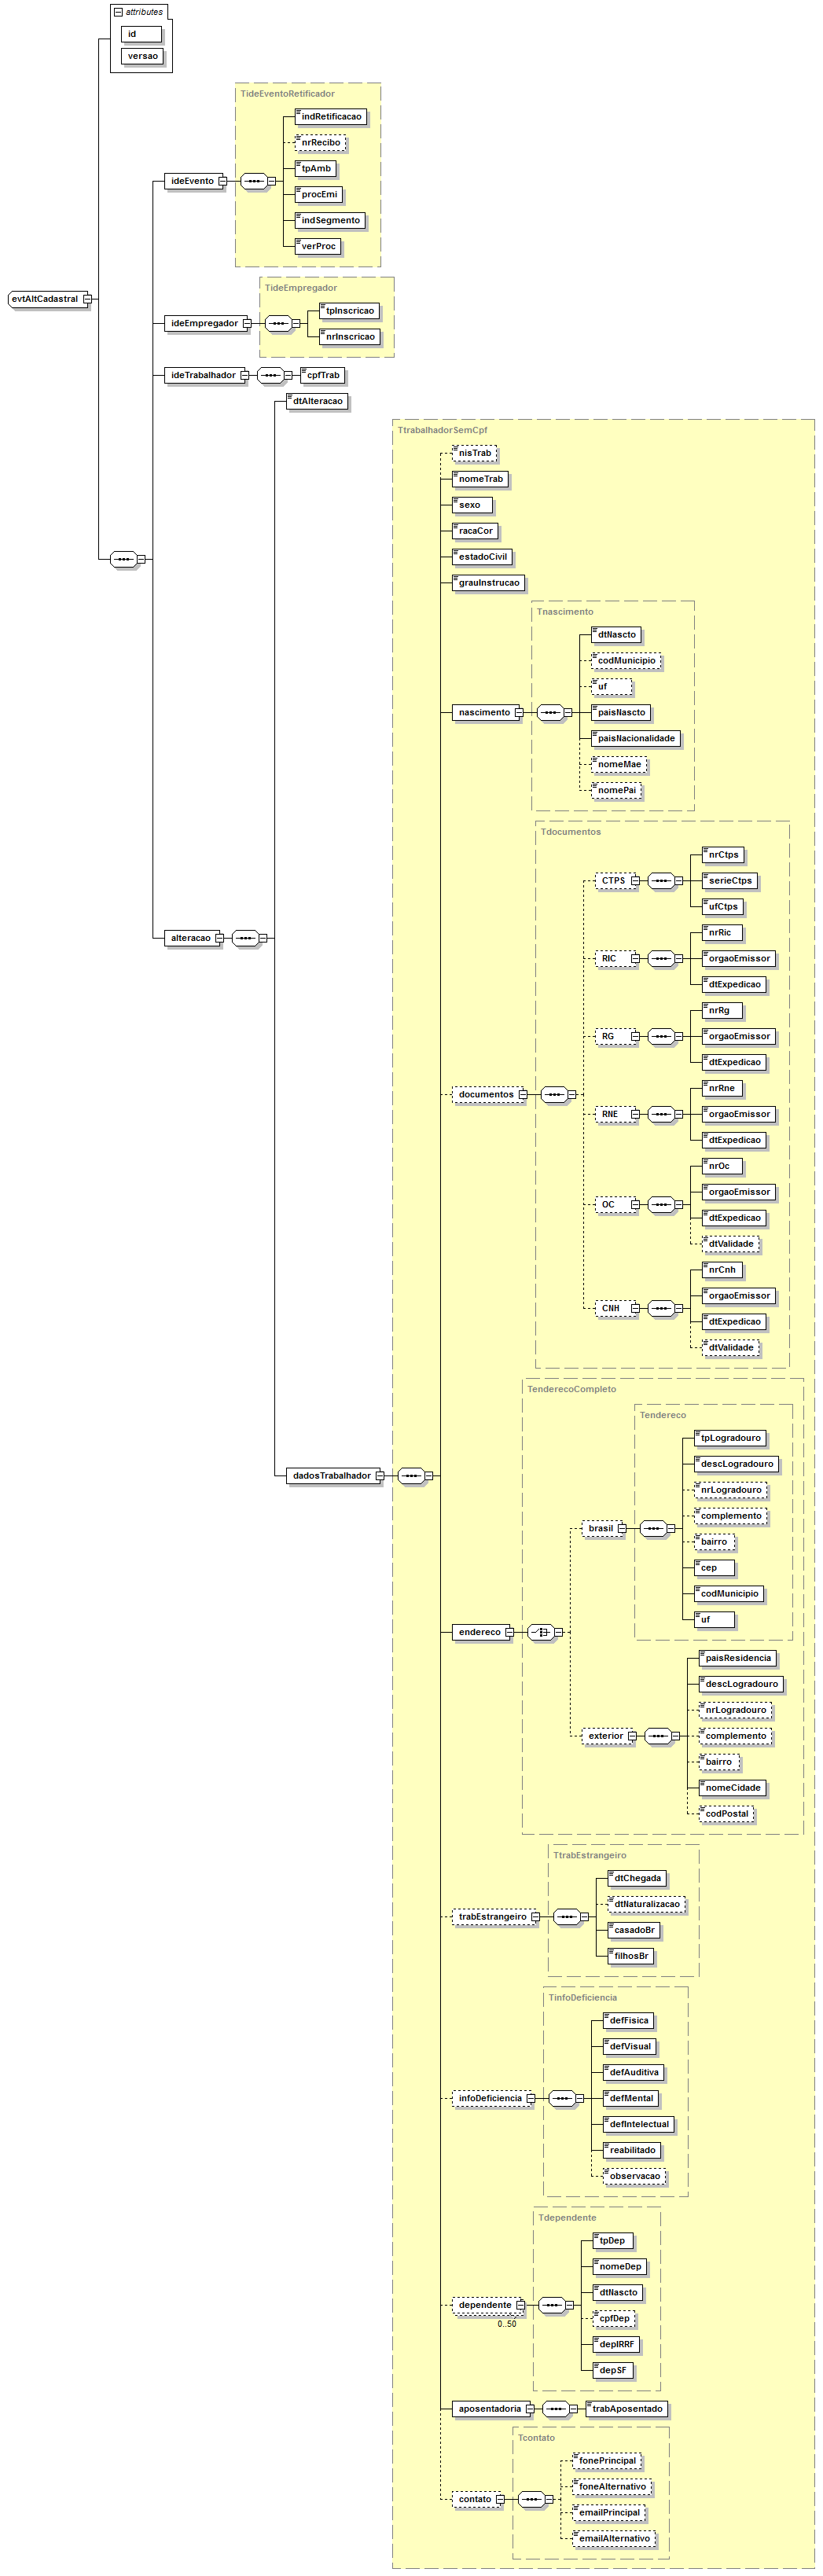 attributes
id
versao
TideEventoRetificador
indRetificacao
nrRecibo
ideEvento
tpAmb
procEmi
indSegmento
verProc
evtAltCadastral
TideEmpregador
ideEmpregador
tpInscricao
nrInscricao
ideTrabalhador
cpfTrab
dtAlteracao
TtrabalhadorSemCpf
nisTrab
nomeTrab
sexo
racaCor
estadoCivil
grauInstrucao
Tnascimento
dtNascto
codMunicipio
uf
nascimento
paisNascto
paisNacionalidade
nomeMae
nomePai
Tdocumentos
nrCtps
CTPS
serieCtps
ufCtps
alteracao
nrRic
RIC
orgaoEmissor
dtExpedicao
nrRg
RG
orgaoEmissor
dtExpedicao
documentos
nrRne
RNE
orgaoEmissor
dtExpedicao
nrOc
orgaoEmissor
OC
dtExpedicao
dtValidade
nrCnh
orgaoEmissor
CNH
dtExpedicao
dtValidade
TenderecoCompleto
Tendereco
tpLogradouro
descLogradouro
dadosTrabalhador
nrLogradouro
complemento
brasil
bairro
cep
codMunicipio
uf
endereco
paisResidencia
descLogradouro
nrLogradouro
exterior
complemento
bairro
nomeCidade
codPostal
TtrabEstrangeiro
dtChegada
dtNaturalizacao
trabEstrangeiro
casadoBr
filhosBr
TinfoDeficiencia
defFisica
defVisual
defAuditiva
infoDeficiencia
defMental
defIntelectual
reabilitado
observacao
Tdependente
tpDep
nomeDep
dtNascto
dependente
0..50
cpfDep
depIRRF
depSF
aposentadoria
trabAposentado
Tcontato
fonePrincipal
foneAlternativo
contato
emailPrincipal
emailAlternativo